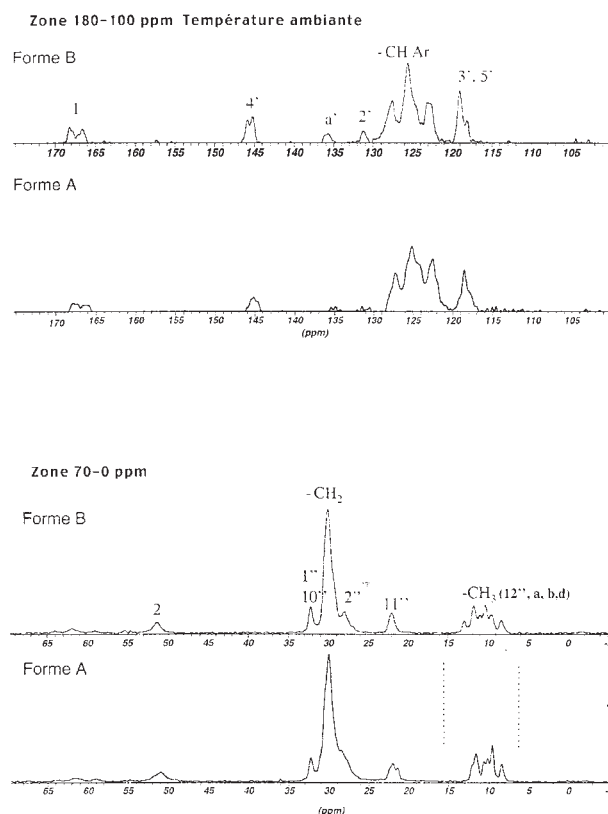 Zone 180-100 ppm Température ambiante
Forme B
1
4'
a'
2'
-CH Ar
3', 5'
170 165 160 155 150 145 140 135 130 125 120 115 110 105
Forme A
170 165 160 155 150 145 140 135 130 125 120 115 110 105
(ppm)
Zone 70-0 ppm
Forme B
2
1''
10''
-CH2
2''
11''
-CH3 (12'', a, b,d)
65 60 55 50 45 40 35 30 25 20 15 10 5 0
Forme A
65 60 55 50 45 40 35 30 25 20 15 10 5 0
(ppm)